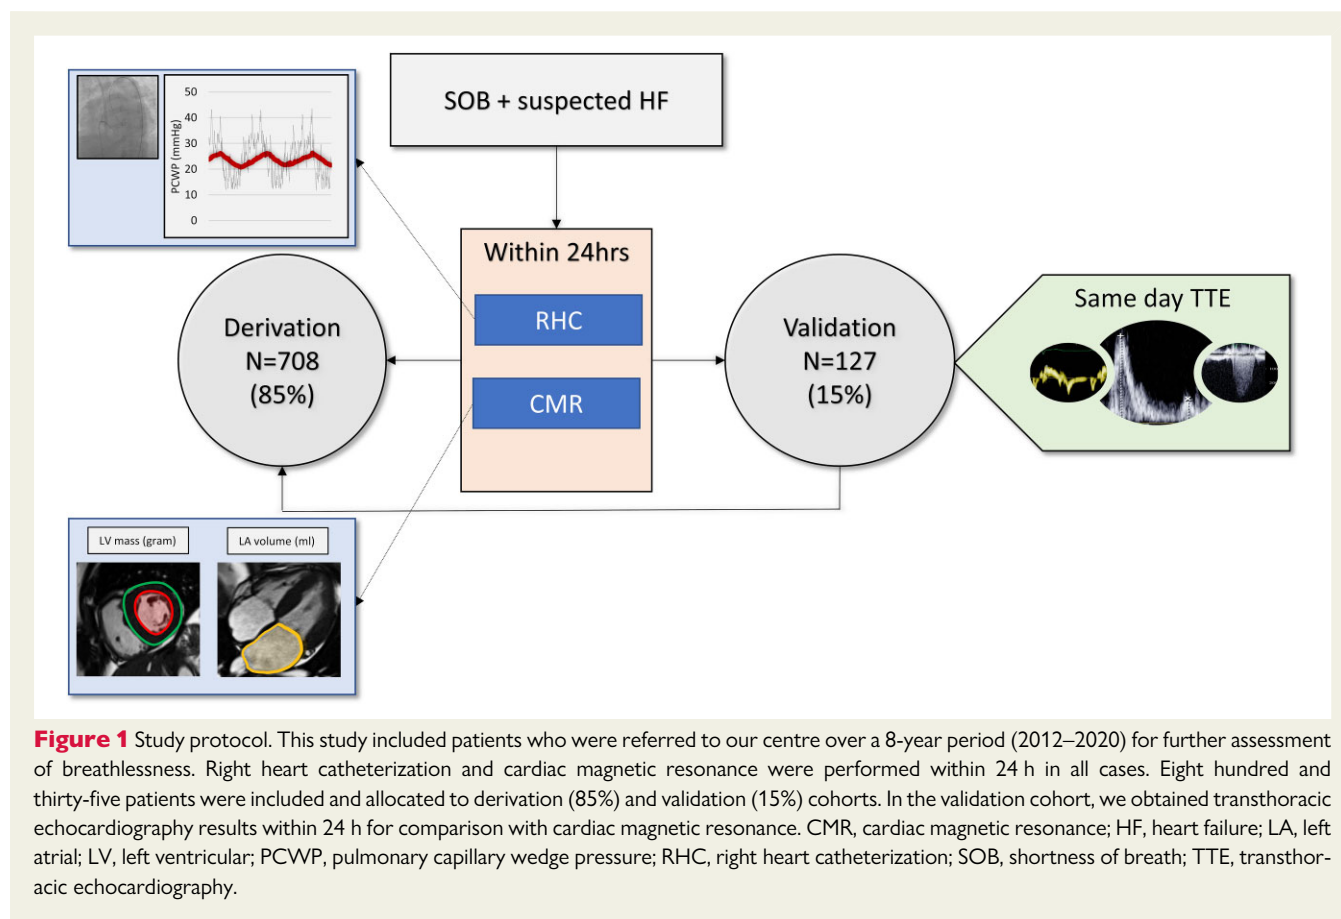 SOB + suspected HF
50
40
30
20
10
0
PCWP (mmHg)
Within 24hrs
RHC
CMR
Derivation
N=708
(85%)
Validation
N=127
(15%)
Same day TTE
LV mass (gram)
LA volume (ml)
Figure 1 Study protocol. This study included patients who were referred to our centre over a 8-year period (2012–2020) for further assessment
of breathlessness. Right heart catheterization and cardiac magnetic resonance were performed within 24 h in all cases. Eight hundred and
thirty-five patients were included and allocated to derivation (85%) and validation (15%) cohorts. In the validation cohort, we obtained transthoracic
echocardiography results within 24 h for comparison with cardiac magnetic resonance. CMR, cardiac magnetic resonance; HF, heart failure; LA, left
atrial; LV, left ventricular; PCWP, pulmonary capillary wedge pressure; RHC, right heart catheterization; SOB, shortness of breath; TTE, transthor-
acic echocardiography.